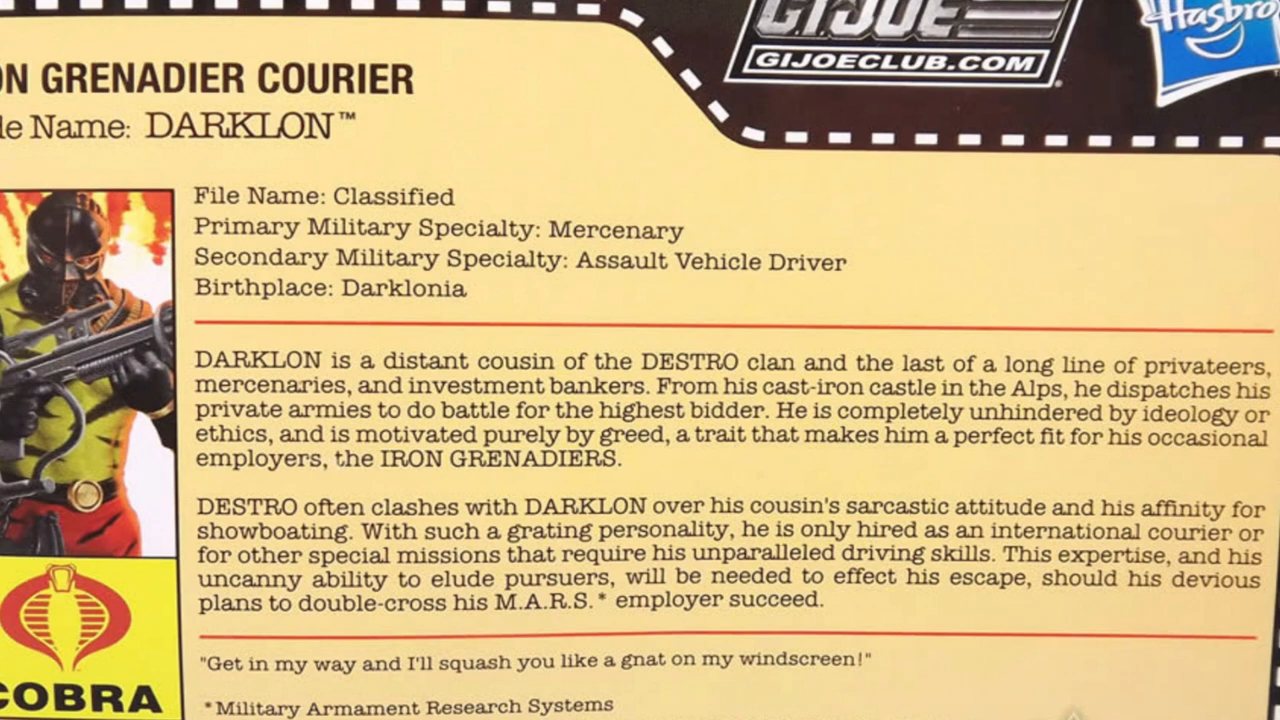 G.I.JOE
GIJOECLUB.COM
Hasbro
ON GRENADIER COURIER
le Name: DARKLON™
File Name: Classified
Primary Military Specialty: Mercenary
Secondary Military Specialty: Assault Vehicle Driver
Birthplace: Darklonia
DARKLON is a distant cousin of the DESTRO clan and the last of a long line of privateers,
mercenaries, and investment bankers. From his cast-iron castle in the Alps, he dispatches his
private armies to do battle for the highest bidder. He is completely unhindered by ideology or
ethics, and is motivated purely by greed, a trait that makes him a perfect fit for his occasional
employers, the IRON GRENADIERS.
DESTRO often clashes with DARKLON over his cousin's sarcastic attitude and his affinity for
showboating. With such a grating personality, he is only hired as an international courier or
for other special missions that require his unparalleled driving skills. This expertise, and his
uncanny ability to elude pursuers, will be needed to effect his escape, should his devious
plans to double-cross his M.A.R.S.* employer succeed.
"Get in my way and I'll squash you like a gnat on my windscreen!"
*Military Armament Research Systems
COBRA